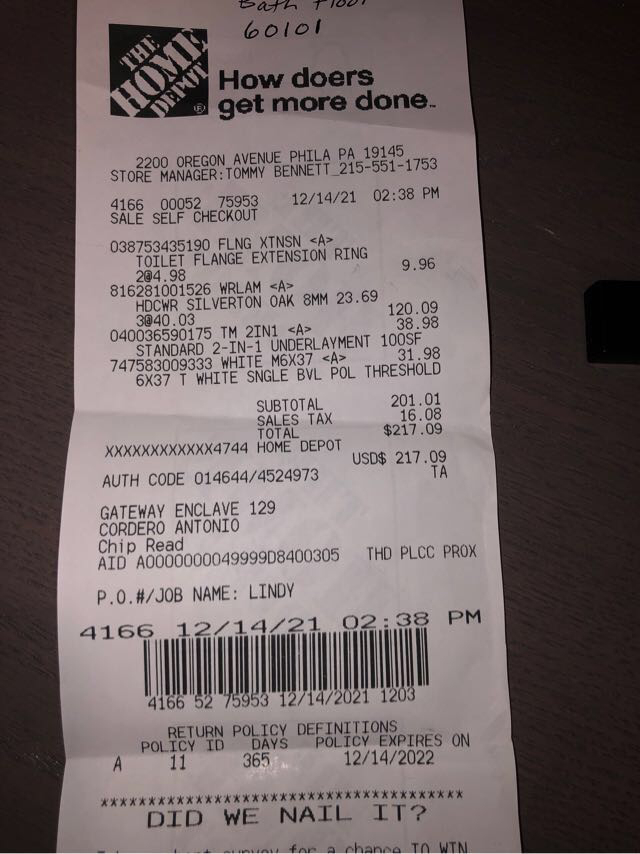 Bath Floor
60101
THE
HOME
DEPOT
How doers
get more done.
2200 OREGON AVENUE PHILA PA 19145
STORE MANAGER:TOMMY BENNETT 215-551-1753
4166 00052 75953 12/14/21 02:38 PM
SALE SELF CHECKOUT
038753435190 FLNG XTNSN <A>
TOILET FLANGE EXTENSION RING
2@4.98 9.96
816281001526 WRLAM <A>
HDCWR SILVERTON OAK 8MM 23.69
3@40.03 120.09
040036590175 TM 2IN1 <A> 38.98
STANDARD 2-IN-1 UNDERLAYMENT 100SF
747583009333 WHITE M6X37 <A> 31.98
6X37 T WHITE SNGLE BVL POL THRESHOLD
SUBTOTAL 201.01
SALES TAX 16.08
TOTAL $217.09
XXXXXXXXXXXX4744 HOME DEPOT
USD$ 217.09
AUTH CODE 014644/4524973 TA
GATEWAY ENCLAVE 129
CORDERO ANTONIO
Chip Read
AID A0000000049999D8400305 THD PLCC PROX
P.O.#/JOB NAME: LINDY
4166 12/14/21 02:38 PM
4166 52 75953 12/14/2021 1203
RETURN POLICY DEFINITIONS
POLICY ID DAYS POLICY EXPIRES ON
A 11 365 12/14/2022
****************************************
DID WE NAIL IT?
survey for a chance TO WIN